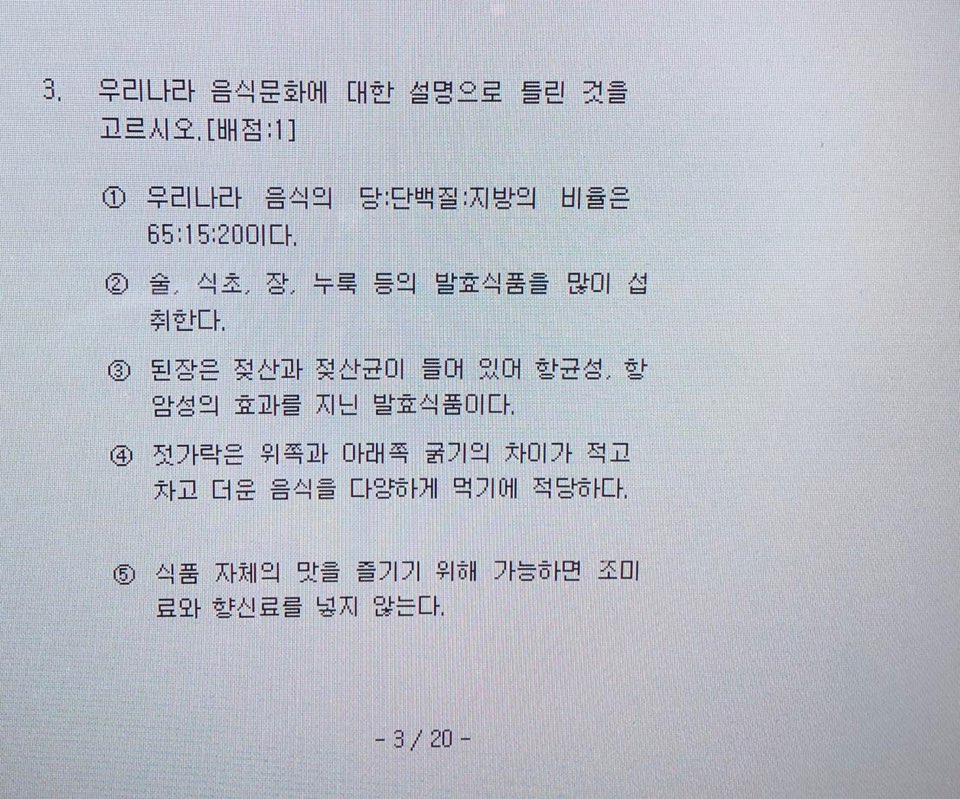 3. 우리나라 음식문화에 대한 설명으로 틀린 것을
고르시오.[배점:1]
① 우리나라 음식의 당:단백질:지방의 비율은
65:15:20이다.
② 술, 식초, 장, 누룩 등의 발효식품을 많이 섭
취한다.
③ 된장은 젖산과 젖산균이 들어 있어 항균성, 항
암성의 효과를 지닌 발효식품이다.
④ 젓가락은 위쪽과 아래쪽 굵기의 차이가 적고
차고 더운 음식을 다양하게 먹기에 적당하다.
⑤ 식품 자체의 맛을 즐기기 위해 가능하면 조미
료와 향신료를 넣지 않는다.
- 3 / 20 -